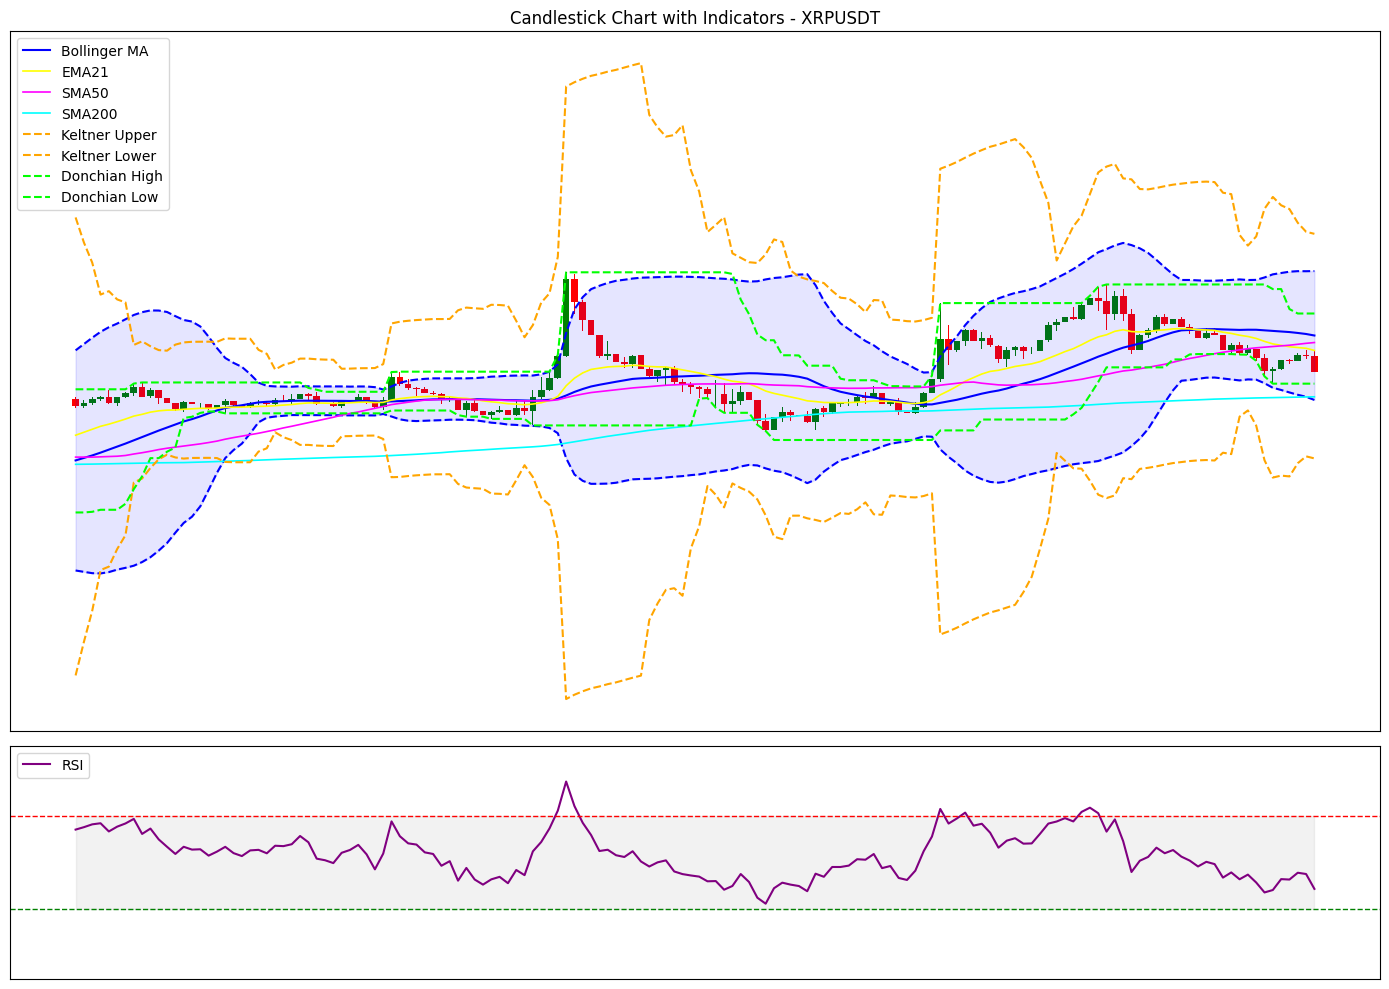 Candlestick Chart with Indicators - XRPUSDT
Bollinger MA
EMA21
SMA50
SMA200
Keltner Upper
Keltner Lower
Donchian High
Donchian Low
RSI